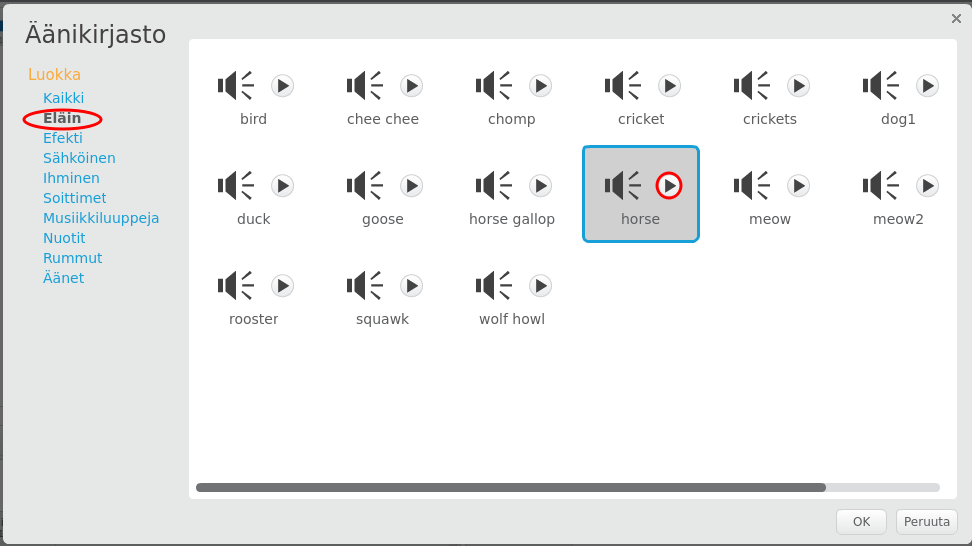 Äänikirjasto
Luokka
Kaikki
Eläin
Efekti
Sähköinen
Ihminen
Soittimet
Musiikkiluuppeja
Nuotit
Rummut
Äänet
bird chee chee chomp cricket crickets dog1
duck goose horse gallop horse meow meow2
rooster squawk wolf howl
OK Peruuta